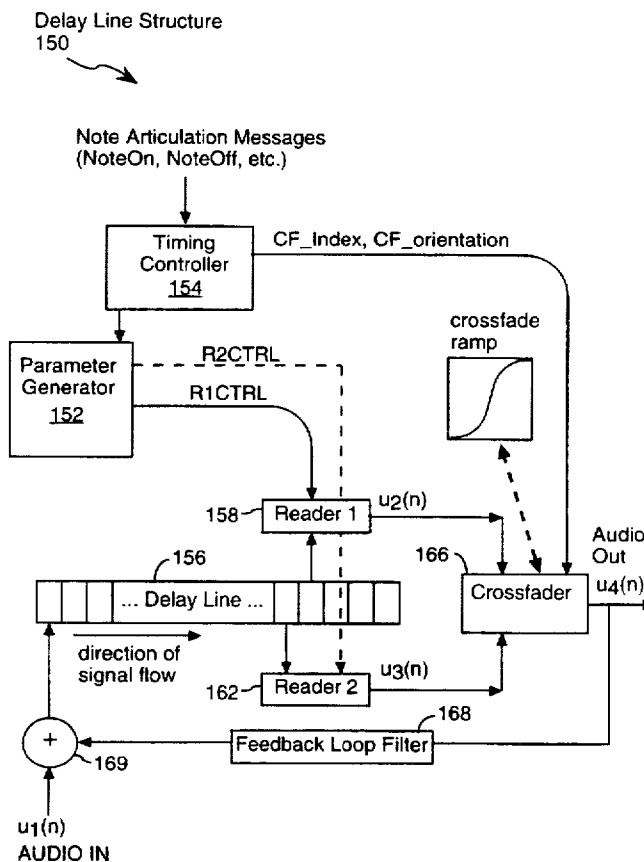 Delay Line Structure
150
Note Articulation Messages
(NoteOn, NoteOff, etc.)
Timing
Controller
154
CF_Index, CF_orientation
crossfade
ramp
Parameter
Generator
152
R2CTRL
R1CTRL
158
Reader 1
u2(n)
156
166
Audio
Out
u4(n)
... Delay Line ...
Crossfader
direction of
signal flow
162
Reader 2
u3(n)
168
+
Feedback Loop Filter
169
u1(n)
AUDIO IN